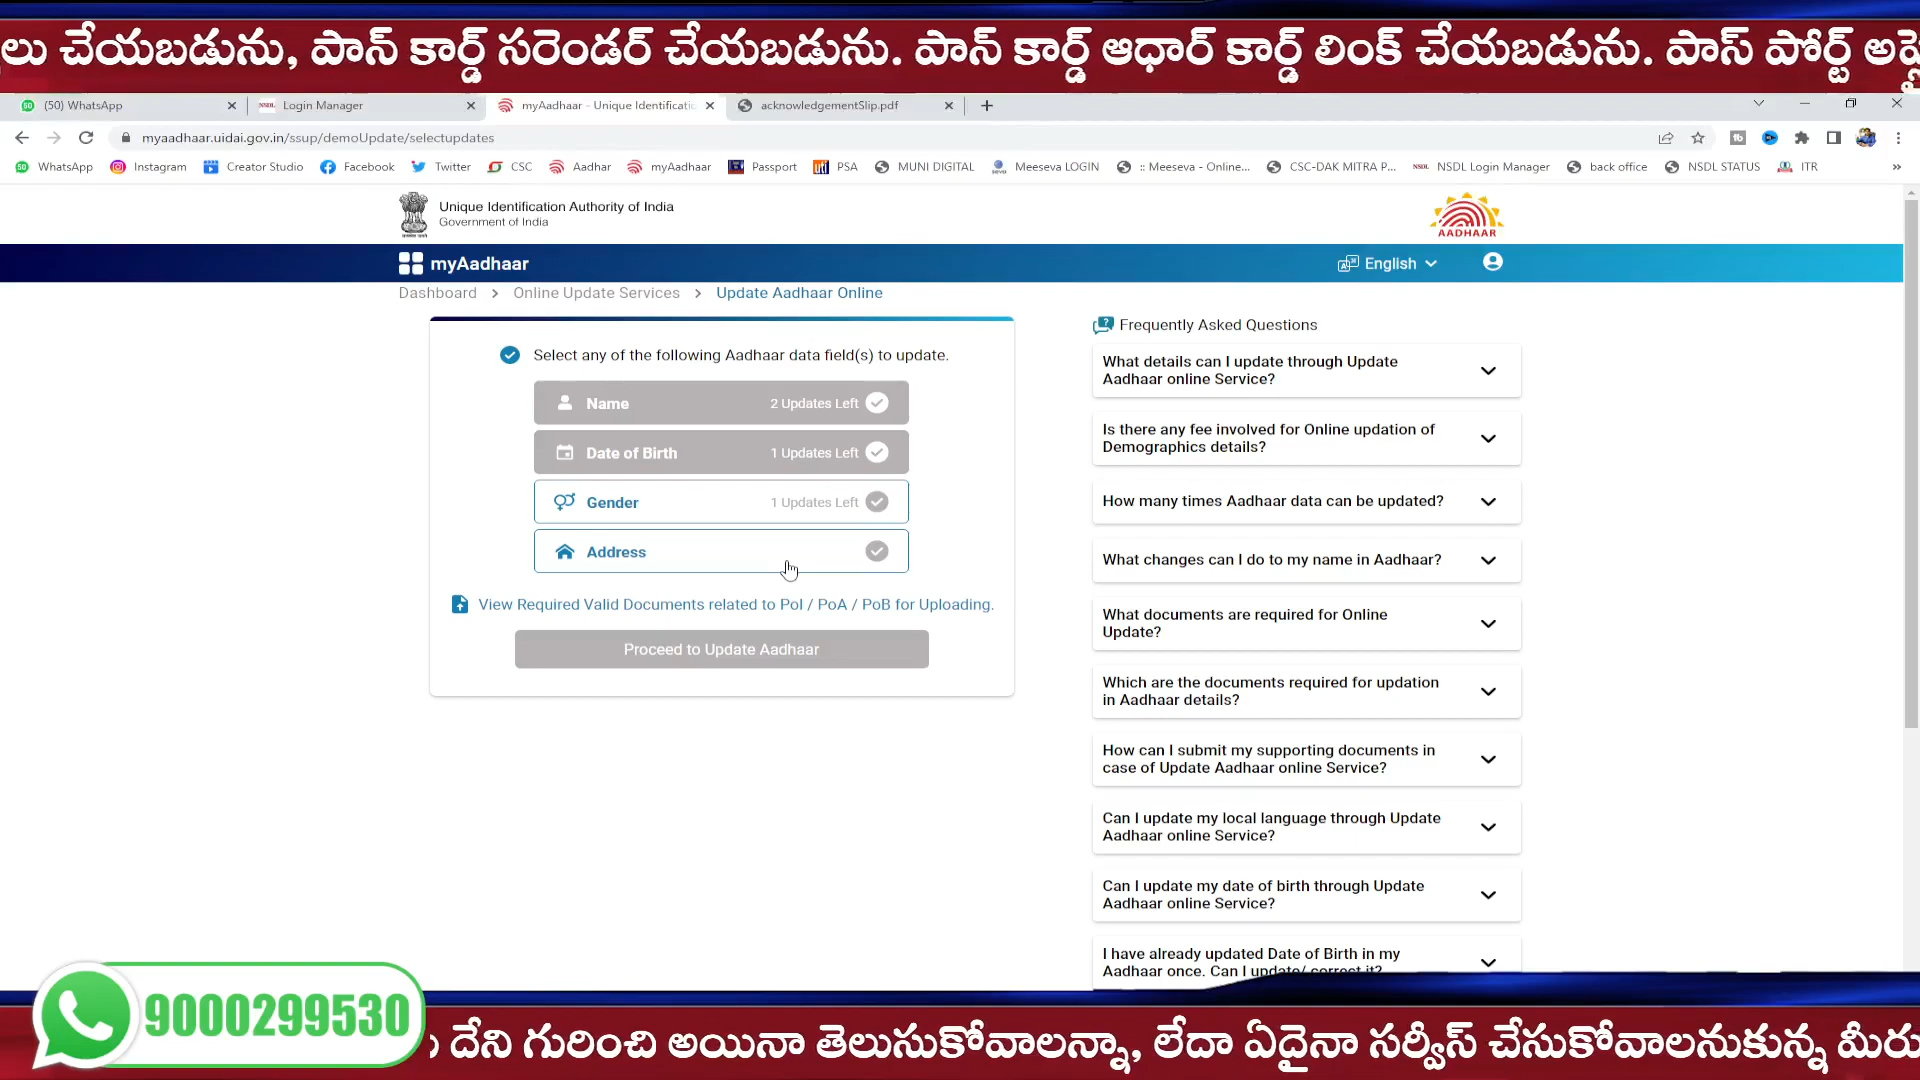 లు చేయబడును, పాన్ కార్డ్ సరెండర్ చేయబడును. పాన్ కార్డ్ ఆధార్ కార్డ్ లింక్ చేయబడును. పాస్ పోర్ట్
(50) WhatsApp
Login Manager
myAadhaar - Unique Identificatic
acknowledgementSlip.pdf
myaadhaar.uidai.gov.in/ssup/demoUpdate/selectupdates
WhatsApp Instagram Creator Studio Facebook Twitter CSC Aadhar myAadhaar Passport PSA MUNI DIGITAL Meeseva LOGIN :: Meeseva - Online... CSC-DAK MITRA P... NSDL Login Manager back office NSDL STATUS ITR »
Unique Identification Authority of India
Government of India
AADHAAR
myAadhaar
English
Dashboard > Online Update Services > Update Aadhaar Online
Select any of the following Aadhaar data field(s) to update.
Name 2 Updates Left
Date of Birth 1 Updates Left
Gender 1 Updates Left
Address
View Required Valid Documents related to PoI / PoA / PoB for Uploading.
Proceed to Update Aadhaar
Frequently Asked Questions
What details can I update through Update
Aadhaar online Service?
Is there any fee involved for Online updation of
Demographics details?
How many times Aadhaar data can be updated?
What changes can I do to my name in Aadhaar?
What documents are required for Online
Update?
Which are the documents required for updation
in Aadhaar details?
How can I submit my supporting documents in
case of Update Aadhaar online Service?
Can I update my local language through Update
Aadhaar online Service?
Can I update my date of birth through Update
Aadhaar online Service?
I have already updated Date of Birth in my
Aadhaar once. Can I update/ correct it?
9000299530
దేని గురించి అయినా తెలుసుకోవాలన్నా, లేదా ఏదైనా సర్వీస్ చేసుకోవాలనుకున్న మీరు